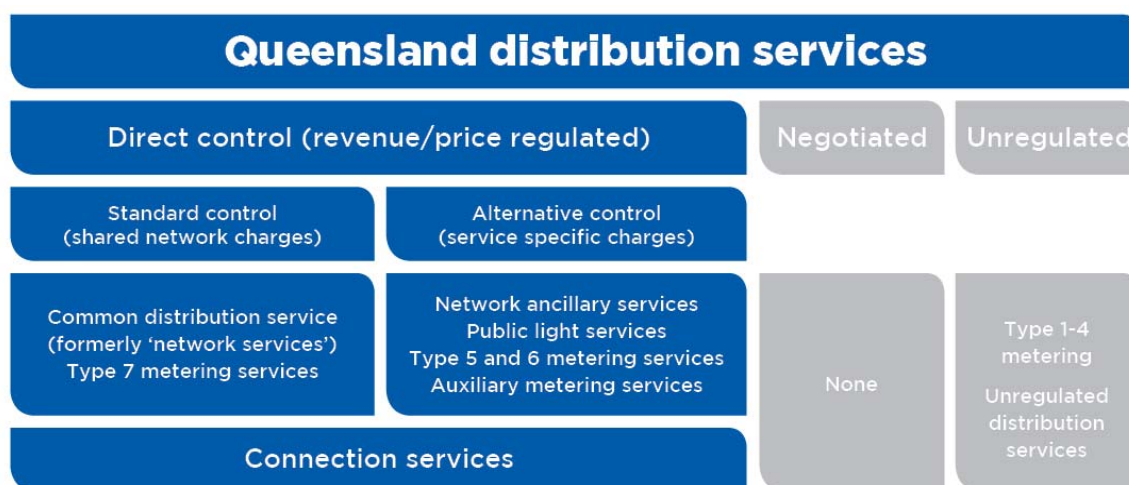 Queensland distribution services
Direct control (revenue/price regulated)
Negotiated
Unregulated
Standard control
(shared network charges)
Alternative control
(service specific charges)
Common distribution service
(formerly ‘network services’)
Type 7 metering services
Network ancillary services
Public light services
Type 5 and 6 metering services
Auxiliary metering services
None
Type 1-4
metering
Unregulated
distribution
services
Connection services